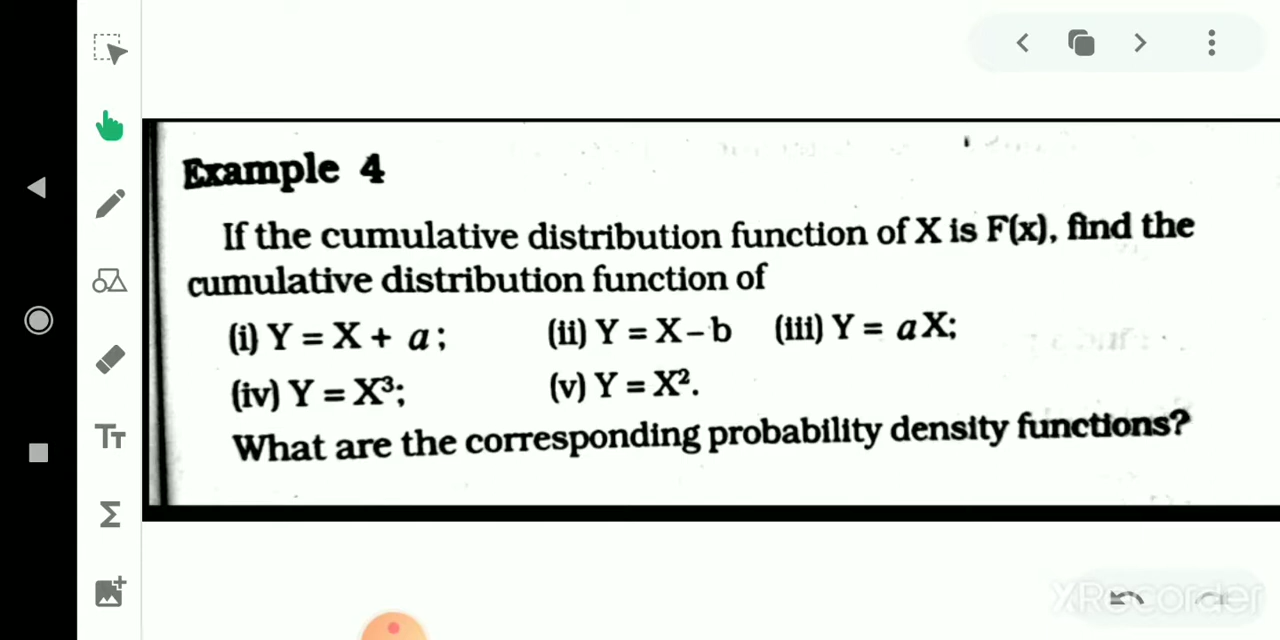 Example 4
If the cumulative distribution function of X is F(x), find the
cumulative distribution function of
(i) Y = X + a; (ii) Y = X – b (iii) Y = aX;
(iv) Y = X³; (v) Y = X².
What are the corresponding probability density functions?
Tт
Σ
XRecorder